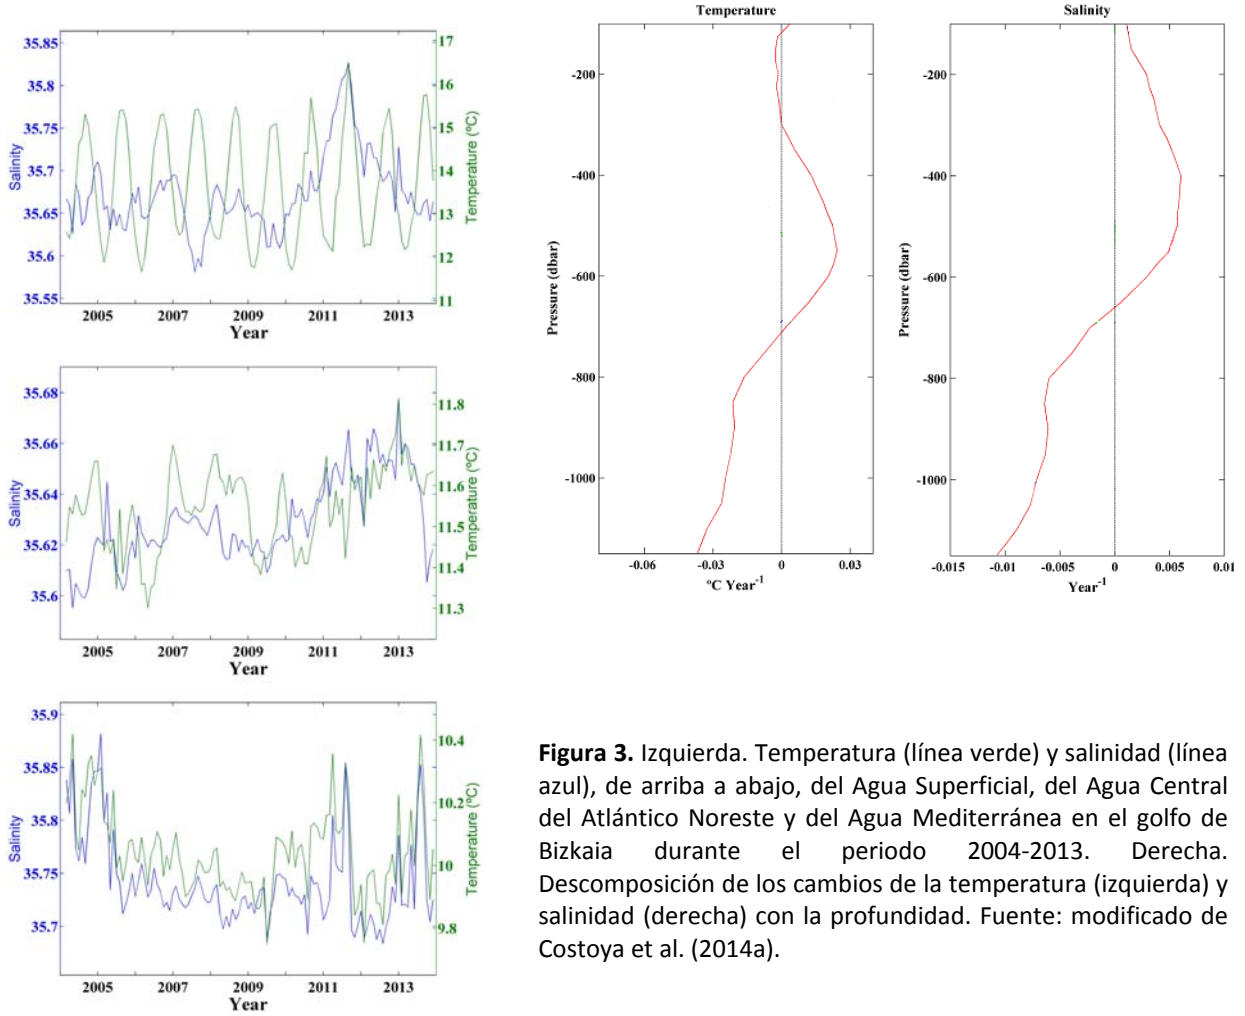 35.85
35.8
35.75
35.7
35.65
35.6
35.55
Salinity
17
16
15
14
13
12
11
Temperature (ºC)
2005 2007 2009 2011 2013
Year
35.68
35.66
35.64
35.62
35.6
Salinity
11.8
11.7
11.6
11.5
11.4
11.3
Temperature (ºC)
2005 2007 2009 2011 2013
Year
35.9
35.85
35.8
35.75
35.7
Salinity
10.4
10.2
10
9.8
Temperature (ºC)
2005 2007 2009 2011 2013
Year
Temperature
-200
-400
-600
-800
-1000
Pressure (dbar)
-0.06 -0.03 0 0.03
ºC Year-1
Salinity
-200
-400
-600
-800
-1000
Pressure (dbar)
-0.015 -0.01 -0.005 0 0.005 0.01
Year-1
Figura 3. Izquierda. Temperatura (línea verde) y salinidad (línea
azul), de arriba a abajo, del Agua Superficial, del Agua Central
del Atlántico Noreste y del Agua Mediterránea en el golfo de
Bizkaia durante el periodo 2004-2013. Derecha.
Descomposición de los cambios de la temperatura (izquierda) y
salinidad (derecha) con la profundidad. Fuente: modificado de
Costoya et al. (2014a).